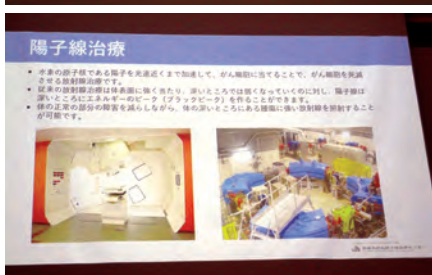 陽子線治療
• 水素の原子核である陽子を光速近くまで加速して、がん細胞に当てることで、がん細胞を死滅
させる放射線治療です。
• 従来の放射線治療は体表面に強く当たり、深いところでは弱くなっていくのに対し、陽子線は
深いところにエネルギーのピーク（ブラックピーク）を作ることができます。
• 体の正常の部分の障害を減らしながら、体の深いところにある腫瘍に強い放射線を照射すること
が可能です。